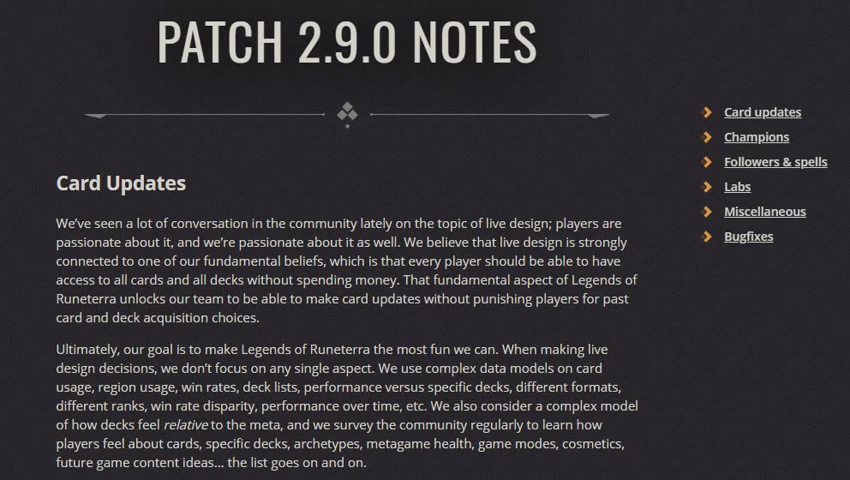 PATCH 2.9.0 NOTES
Card updates
Champions
Followers & spells
Labs
Miscellaneous
Bugfixes
Card Updates
We've seen a lot of conversation in the community lately on the topic of live design; players are
passionate about it, and we're passionate about it as well. We believe that live design is strongly
connected to one of our fundamental beliefs, which is that every player should be able to have
access to all cards and all decks without spending money. That fundamental aspect of Legends of
Runeterra unlocks our team to be able to make card updates without punishing players for past
card and deck acquisition choices.
Ultimately, our goal is to make Legends of Runeterra the most fun we can. When making live
design decisions, we don't focus on any single aspect. We use complex data models on card
usage, region usage, win rates, deck lists, performance versus specific decks, different formats,
different ranks, win rate disparity, performance over time, etc. We also consider a complex model
of how decks feel relative to the meta, and we survey the community regularly to learn how
players feel about cards, specific decks, archetypes, metagame health, game modes, cosmetics,
future game content ideas... the list goes on and on.